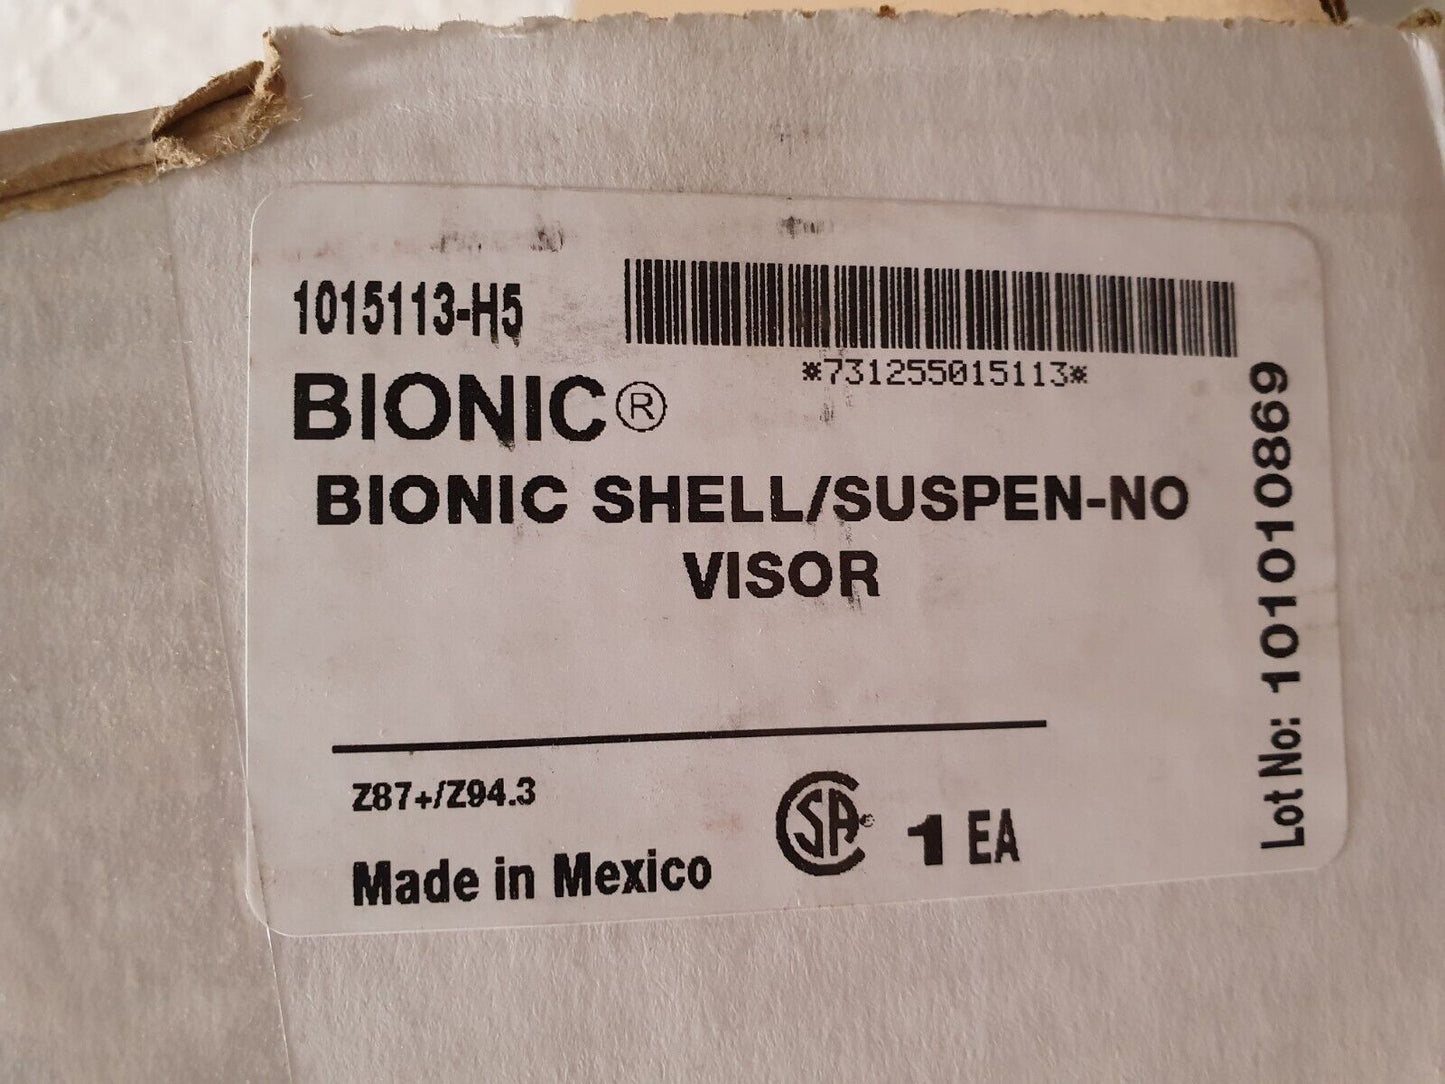 1015113-H5
*731255015113*
BIONIC®
BIONIC SHELL/SUSPEN-NO
VISOR
Z87+/Z94.3
Made in Mexico
SA®
1 EA
Lot No: 101010869